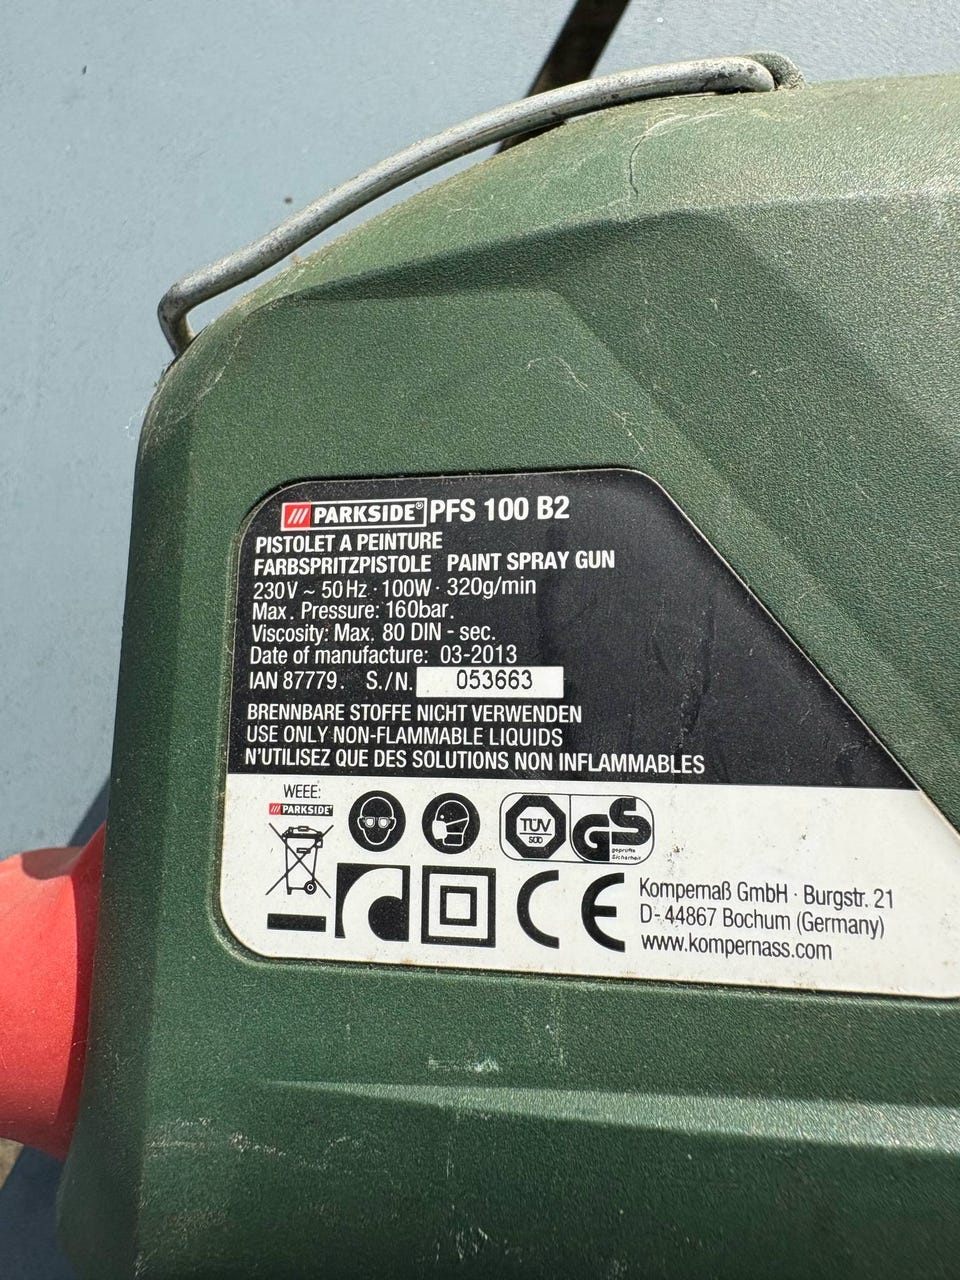 /// PARKSIDE® PFS 100 B2
PISTOLET A PEINTURE
FARBSPRITZPISTOLE PAINT SPRAY GUN
230V ~ 50Hz · 100W · 320g/min
Max. Pressure: 160bar.
Viscosity: Max. 80 DIN - sec.
Date of manufacture: 03-2013
IAN 87779. S./N. 053663
BRENNBARE STOFFE NICHT VERWENDEN
USE ONLY NON-FLAMMABLE LIQUIDS
N'UTILISEZ QUE DES SOLUTIONS NON INFLAMMABLES
WEEE:
/// PARKSIDE®
TÜV
SÜD
GS
geprüfte
Sicherheit
CE
Kompernaß GmbH · Burgstr. 21
D-44867 Bochum (Germany)
www.kompernass.com